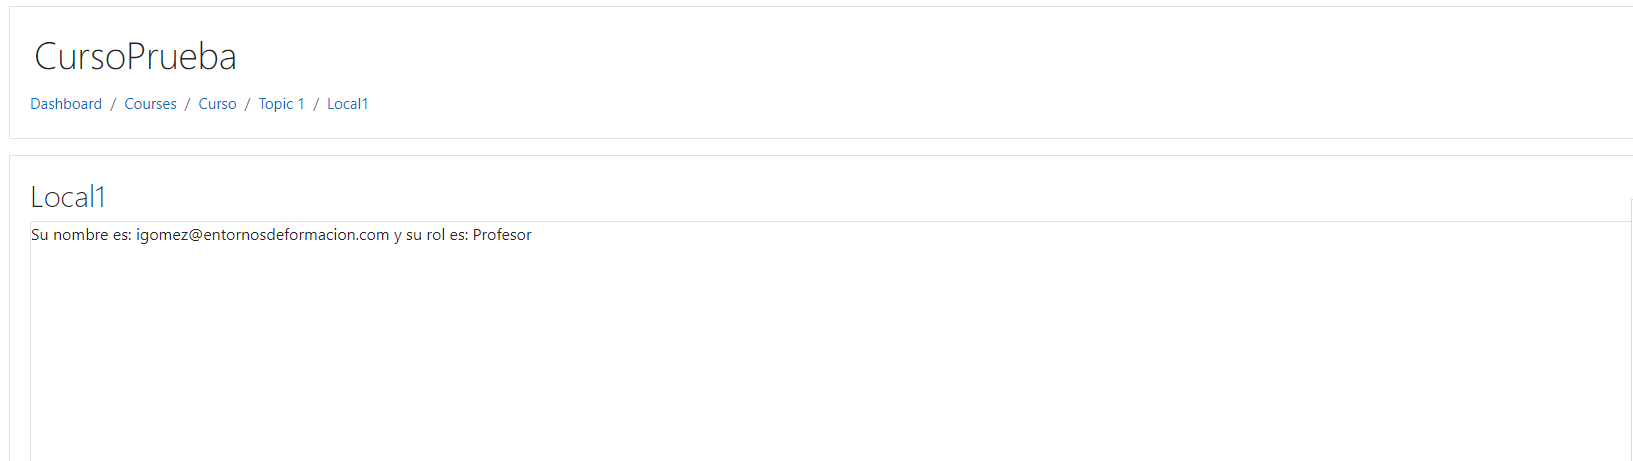 CursoPrueba
Dashboard / Courses / Curso / Topic 1 / Local1
Local1
Su nombre es: igomez@entornosdeformacion.com y su rol es: Profesor